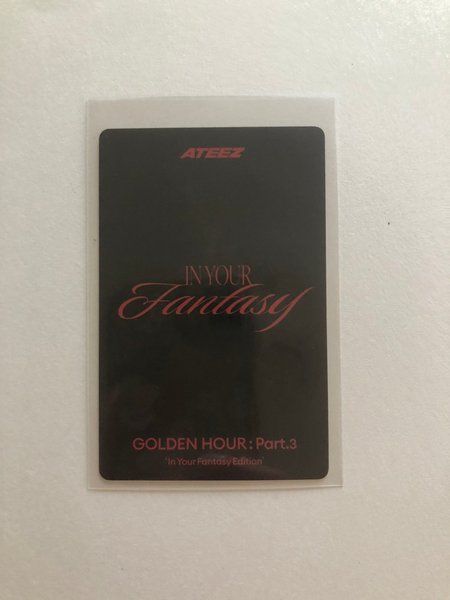 ATEEZ
IN YOUR
Fantasy
GOLDEN HOUR : Part.3
'In Your Fantasy Edition'